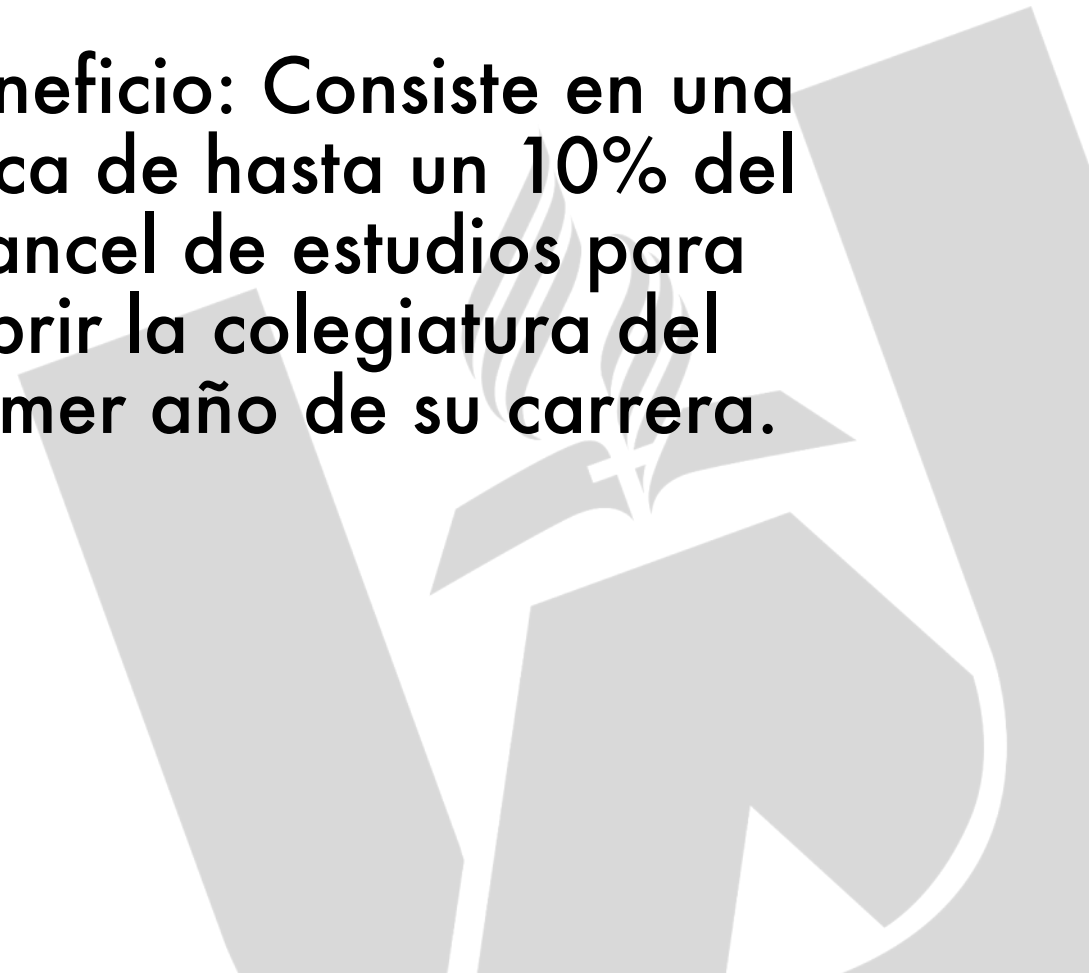 neficio: Consiste en una
ca de hasta un 10% del
ancel de estudios para
brir la colegiatura del
mer año de su carrera.